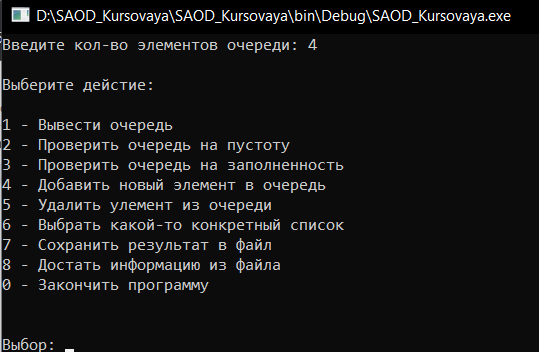 D:\SAOD_Kursovaya\SAOD_Kursovaya\bin\Debug\SAOD_Kursovaya.exe
Введите кол-во элементов очереди: 4
Выберите дейстие:
1 - Вывести очередь
2 - Проверить очередь на пустоту
3 - Проверить очередь на заполненность
4 - Добавить новый элемент в очередь
5 - Удалить улемент из очереди
6 - Выбрать какой-то конкретный список
7 - Сохранить результат в файл
8 - Достать информацию из файла
0 - Закончить программу
Выбор: